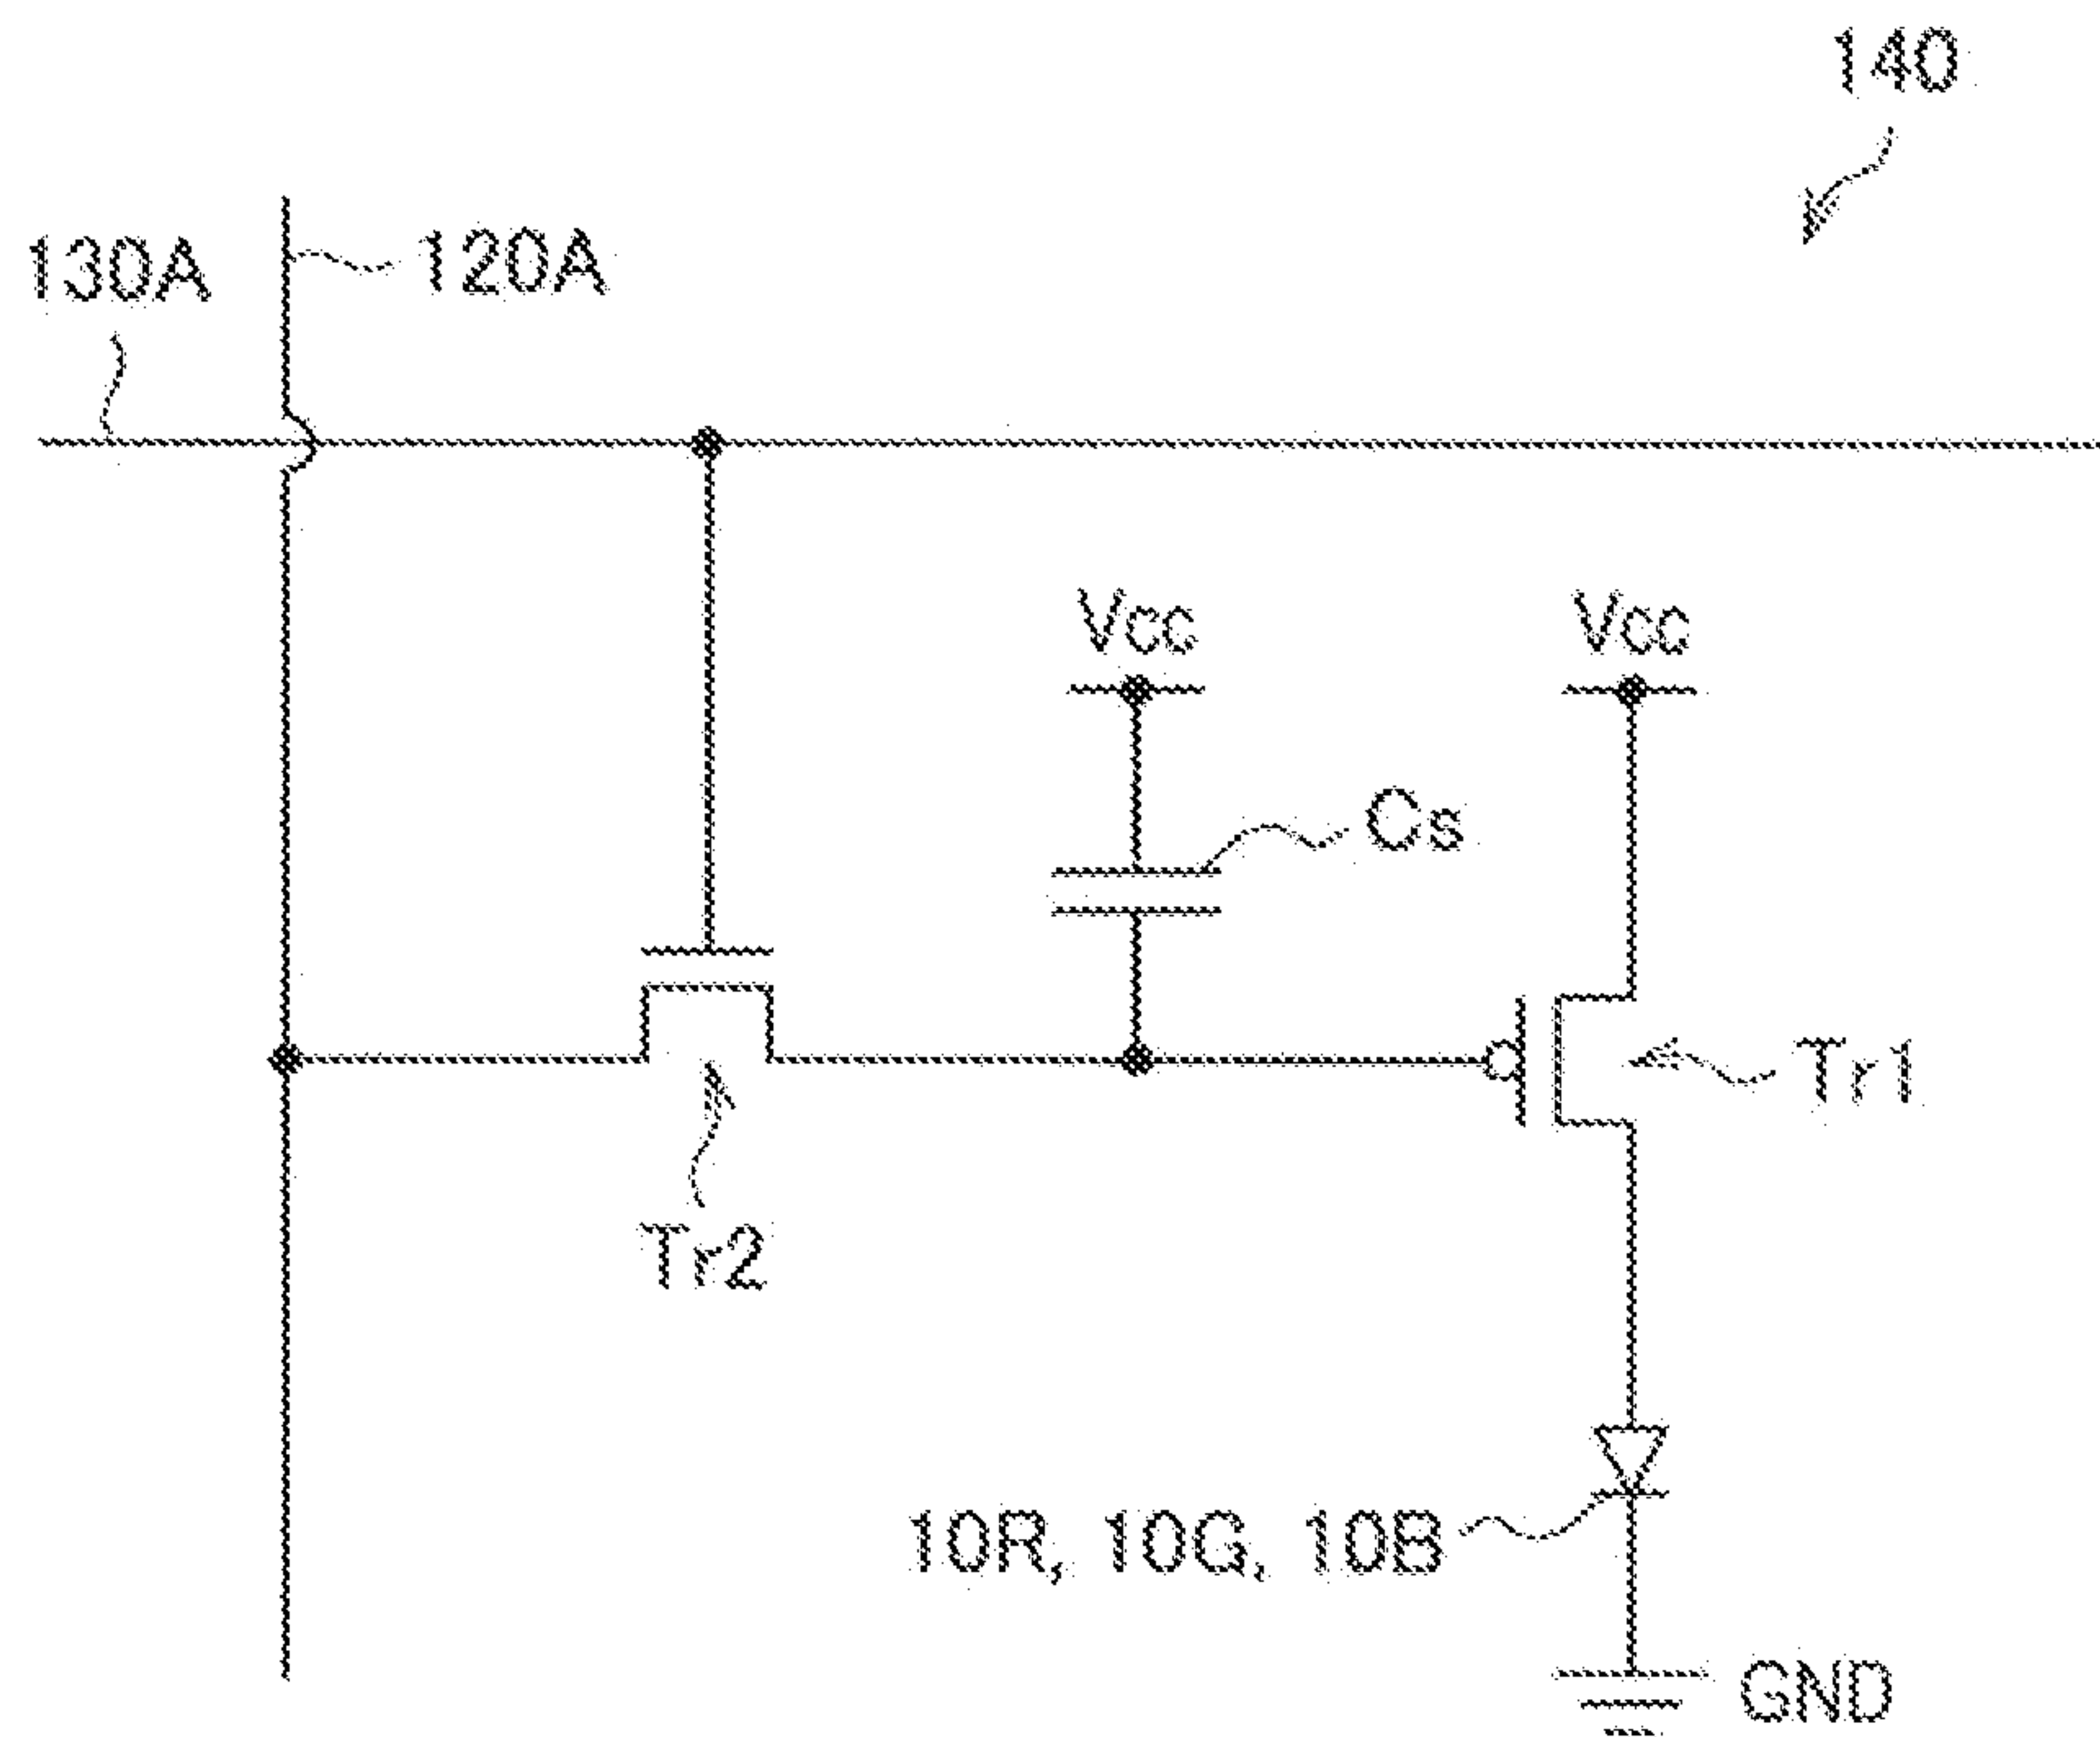 140
130A
120A
Vcc
Vcc
Cs
Tr1
Tr2
10R, 10G, 10B
GND